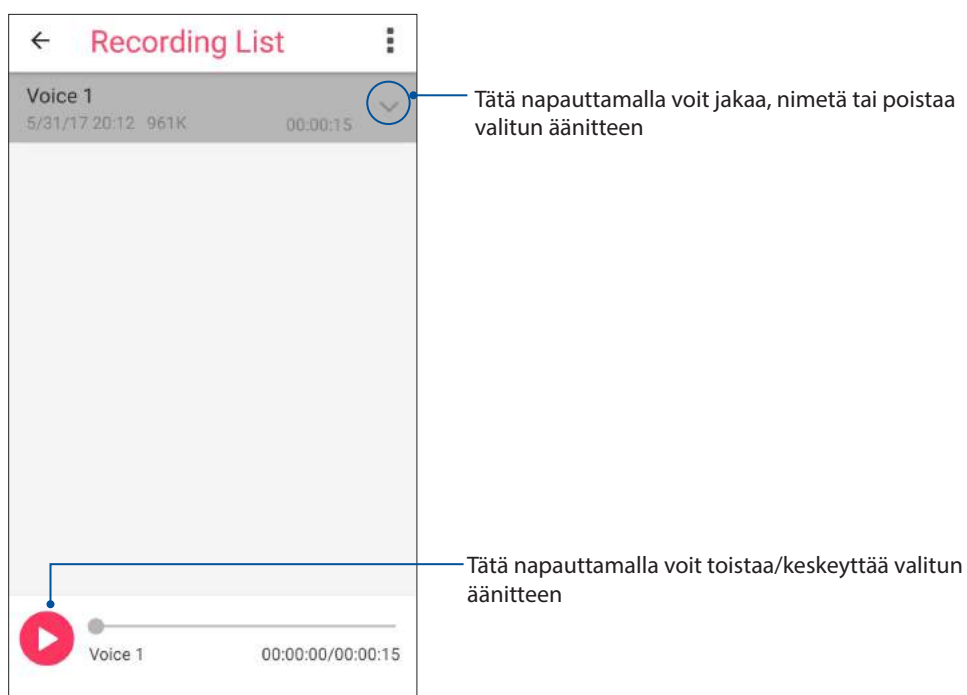 Recording List
Voice 1
5/31/17 20:12 961K 00:00:15
Tätä napauttamalla voit jakaa, nimetä tai poistaa
valitun äänitteen
Tätä napauttamalla voit toistaa/keskeyttää valitun
äänitteen
Voice 1 00:00:00/00:00:15